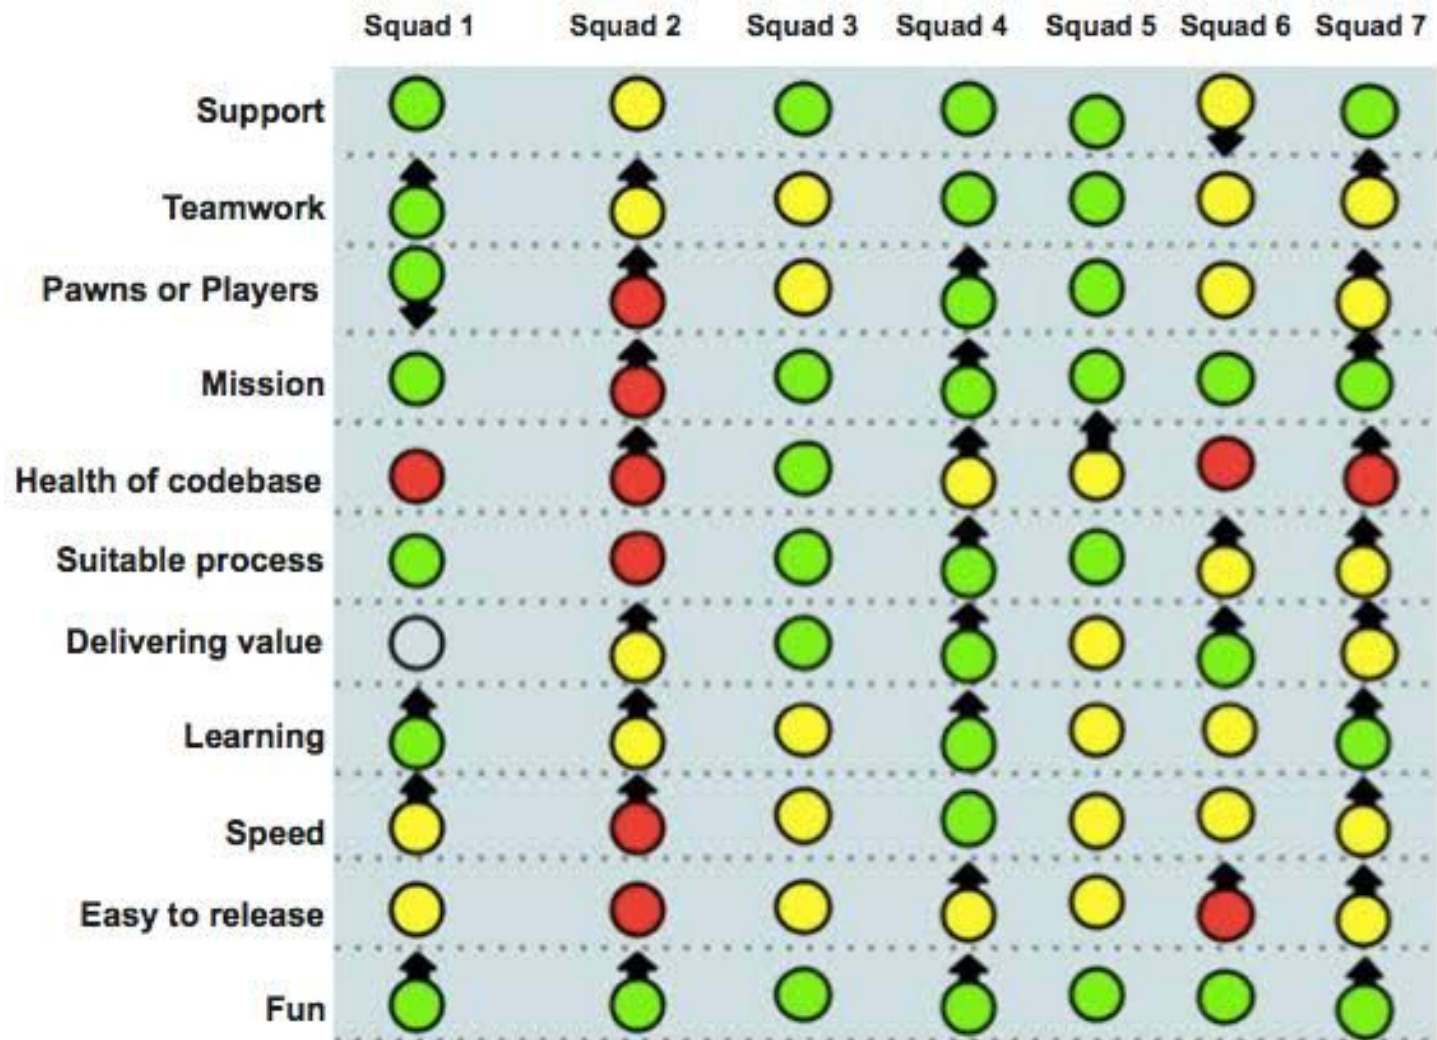 Squad 1 Squad 2 Squad 3 Squad 4 Squad 5 Squad 6 Squad 7
Support
Teamwork
Pawns or Players
Mission
Health of codebase
Suitable process
Delivering value
Learning
Speed
Easy to release
Fun